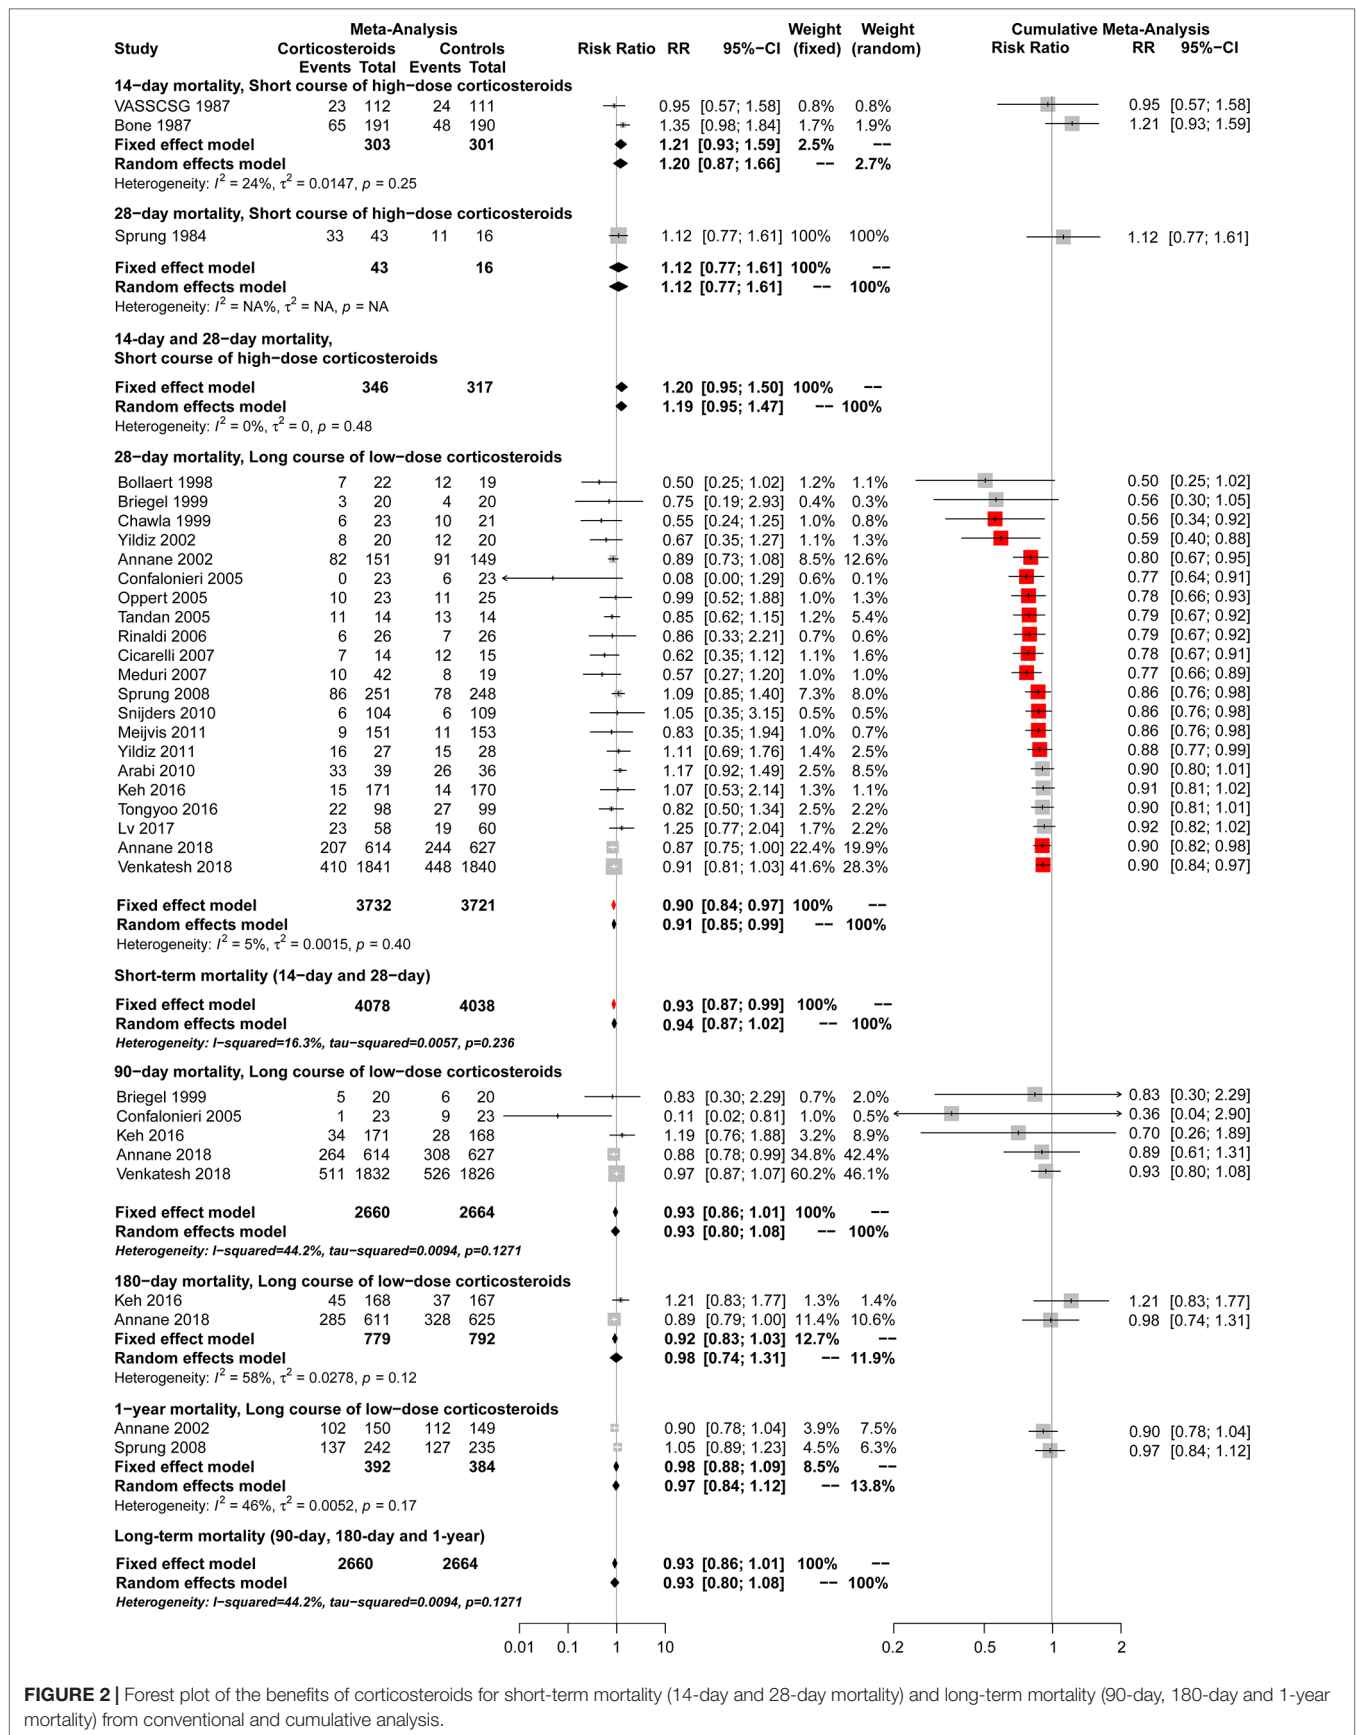 Meta-Analysis Weight Weight Cumulative Meta-Analysis
Study Corticosteroids Controls Risk Ratio RR 95%−CI (fixed) (random) Risk Ratio RR 95%−CI
Events Total Events Total
14−day mortality, Short course of high−dose corticosteroids
VASSCSG 1987 23 112 24 111 0.95 [0.57; 1.58] 0.8% 0.8% 0.95 [0.57; 1.58]
Bone 1987 65 191 48 190 1.35 [0.98; 1.84] 1.7% 1.9% 1.21 [0.93; 1.59]
Fixed effect model 303 301 1.21 [0.93; 1.59] 2.5% −−
Random effects model 1.20 [0.87; 1.66] −− 2.7%
Heterogeneity: I² = 24%, τ² = 0.0147, p = 0.25
28−day mortality, Short course of high−dose corticosteroids
Sprung 1984 33 43 11 16 1.12 [0.77; 1.61] 100% 100% 1.12 [0.77; 1.61]
Fixed effect model 43 16 1.12 [0.77; 1.61] 100% −−
Random effects model 1.12 [0.77; 1.61] −− 100%
Heterogeneity: I² = NA%, τ² = NA, p = NA
14-day and 28−day mortality,
Short course of high−dose corticosteroids
Fixed effect model 346 317 1.20 [0.95; 1.50] 100% −−
Random effects model 1.19 [0.95; 1.47] −− 100%
Heterogeneity: I² = 0%, τ² = 0, p = 0.48
28−day mortality, Long course of low−dose corticosteroids
Bollaert 1998 7 22 12 19 0.50 [0.25; 1.02] 1.2% 1.1% 0.50 [0.25; 1.02]
Briegel 1999 3 20 4 20 0.75 [0.19; 2.93] 0.4% 0.3% 0.56 [0.30; 1.05]
Chawla 1999 6 23 10 21 0.55 [0.24; 1.25] 1.0% 0.8% 0.56 [0.34; 0.92]
Yildiz 2002 8 20 12 20 0.67 [0.35; 1.27] 1.1% 1.3% 0.59 [0.40; 0.88]
Annane 2002 82 151 91 149 0.89 [0.73; 1.08] 8.5% 12.6% 0.80 [0.67; 0.95]
Confalonieri 2005 0 23 6 23 0.08 [0.00; 1.29] 0.6% 0.1% 0.77 [0.64; 0.91]
Oppert 2005 10 23 11 25 0.99 [0.52; 1.88] 1.0% 1.3% 0.78 [0.66; 0.93]
Tandan 2005 11 14 13 14 0.85 [0.62; 1.15] 1.2% 5.4% 0.79 [0.67; 0.92]
Rinaldi 2006 6 26 7 26 0.86 [0.33; 2.21] 0.7% 0.6% 0.79 [0.67; 0.92]
Cicarelli 2007 7 14 12 15 0.62 [0.35; 1.12] 1.1% 1.6% 0.78 [0.67; 0.91]
Meduri 2007 10 42 8 19 0.57 [0.27; 1.20] 1.0% 1.0% 0.77 [0.66; 0.89]
Sprung 2008 86 251 78 248 1.09 [0.85; 1.40] 7.3% 8.0% 0.86 [0.76; 0.98]
Snijders 2010 6 104 6 109 1.05 [0.35; 3.15] 0.5% 0.5% 0.86 [0.76; 0.98]
Meijvis 2011 9 151 11 153 0.83 [0.35; 1.94] 1.0% 0.7% 0.86 [0.76; 0.98]
Yildiz 2011 16 27 15 28 1.11 [0.69; 1.76] 1.4% 2.5% 0.88 [0.77; 0.99]
Arabi 2010 33 39 26 36 1.17 [0.92; 1.49] 2.5% 8.5% 0.90 [0.80; 1.01]
Keh 2016 15 171 14 170 1.07 [0.53; 2.14] 1.3% 1.1% 0.91 [0.81; 1.02]
Tongyoo 2016 22 98 27 99 0.82 [0.50; 1.34] 2.5% 2.2% 0.90 [0.81; 1.01]
Lv 2017 23 58 19 60 1.25 [0.77; 2.04] 1.7% 2.2% 0.92 [0.82; 1.02]
Annane 2018 207 614 244 627 0.87 [0.75; 1.00] 22.4% 19.9% 0.90 [0.82; 0.98]
Venkatesh 2018 410 1841 448 1840 0.91 [0.81; 1.03] 41.6% 28.3% 0.90 [0.84; 0.97]
Fixed effect model 3732 3721 0.90 [0.84; 0.97] 100% −−
Random effects model 0.91 [0.85; 0.99] −− 100%
Heterogeneity: I² = 5%, τ² = 0.0015, p = 0.40
Short−term mortality (14−day and 28−day)
Fixed effect model 4078 4038 0.93 [0.87; 0.99] 100% −−
Random effects model 0.94 [0.87; 1.02] −− 100%
Heterogeneity: I−squared=16.3%, tau−squared=0.0057, p=0.236
90−day mortality, Long course of low−dose corticosteroids
Briegel 1999 5 20 6 20 0.83 [0.30; 2.29] 0.7% 2.0% 0.83 [0.30; 2.29]
Confalonieri 2005 1 23 9 23 0.11 [0.02; 0.81] 1.0% 0.5% 0.36 [0.04; 2.90]
Keh 2016 34 171 28 168 1.19 [0.76; 1.88] 3.2% 8.9% 0.70 [0.26; 1.89]
Annane 2018 264 614 308 627 0.88 [0.78; 0.99] 34.8% 42.4% 0.89 [0.61; 1.31]
Venkatesh 2018 511 1832 526 1826 0.97 [0.87; 1.07] 60.2% 46.1% 0.93 [0.80; 1.08]
Fixed effect model 2660 2664 0.93 [0.86; 1.01] 100% −−
Random effects model 0.93 [0.80; 1.08] −− 100%
Heterogeneity: I−squared=44.2%, tau−squared=0.0094, p=0.1271
180−day mortality, Long course of low−dose corticosteroids
Keh 2016 45 168 37 167 1.21 [0.83; 1.77] 1.3% 1.4% 1.21 [0.83; 1.77]
Annane 2018 285 611 328 625 0.89 [0.79; 1.00] 11.4% 10.6% 0.98 [0.74; 1.31]
Fixed effect model 779 792 0.92 [0.83; 1.03] 12.7% −−
Random effects model 0.98 [0.74; 1.31] −− 11.9%
Heterogeneity: I² = 58%, τ² = 0.0278, p = 0.12
1−year mortality, Long course of low−dose corticosteroids
Annane 2002 102 150 112 149 0.90 [0.78; 1.04] 3.9% 7.5% 0.90 [0.78; 1.04]
Sprung 2008 137 242 127 235 1.05 [0.89; 1.23] 4.5% 6.3% 0.97 [0.84; 1.12]
Fixed effect model 392 384 0.98 [0.88; 1.09] 8.5% −−
Random effects model 0.97 [0.84; 1.12] −− 13.8%
Heterogeneity: I² = 46%, τ² = 0.0052, p = 0.17
Long-term mortality (90-day, 180-day and 1-year)
Fixed effect model 2660 2664 0.93 [0.86; 1.01] 100% −−
Random effects model 0.93 [0.80; 1.08] −− 100%
Heterogeneity: I−squared=44.2%, tau−squared=0.0094, p=0.1271
0.01 0.1 1 10 0.2 0.5 1 2
FIGURE 2 | Forest plot of the benefits of corticosteroids for short-term mortality (14-day and 28-day mortality) and long-term mortality (90-day, 180-day and 1-year
mortality) from conventional and cumulative analysis.